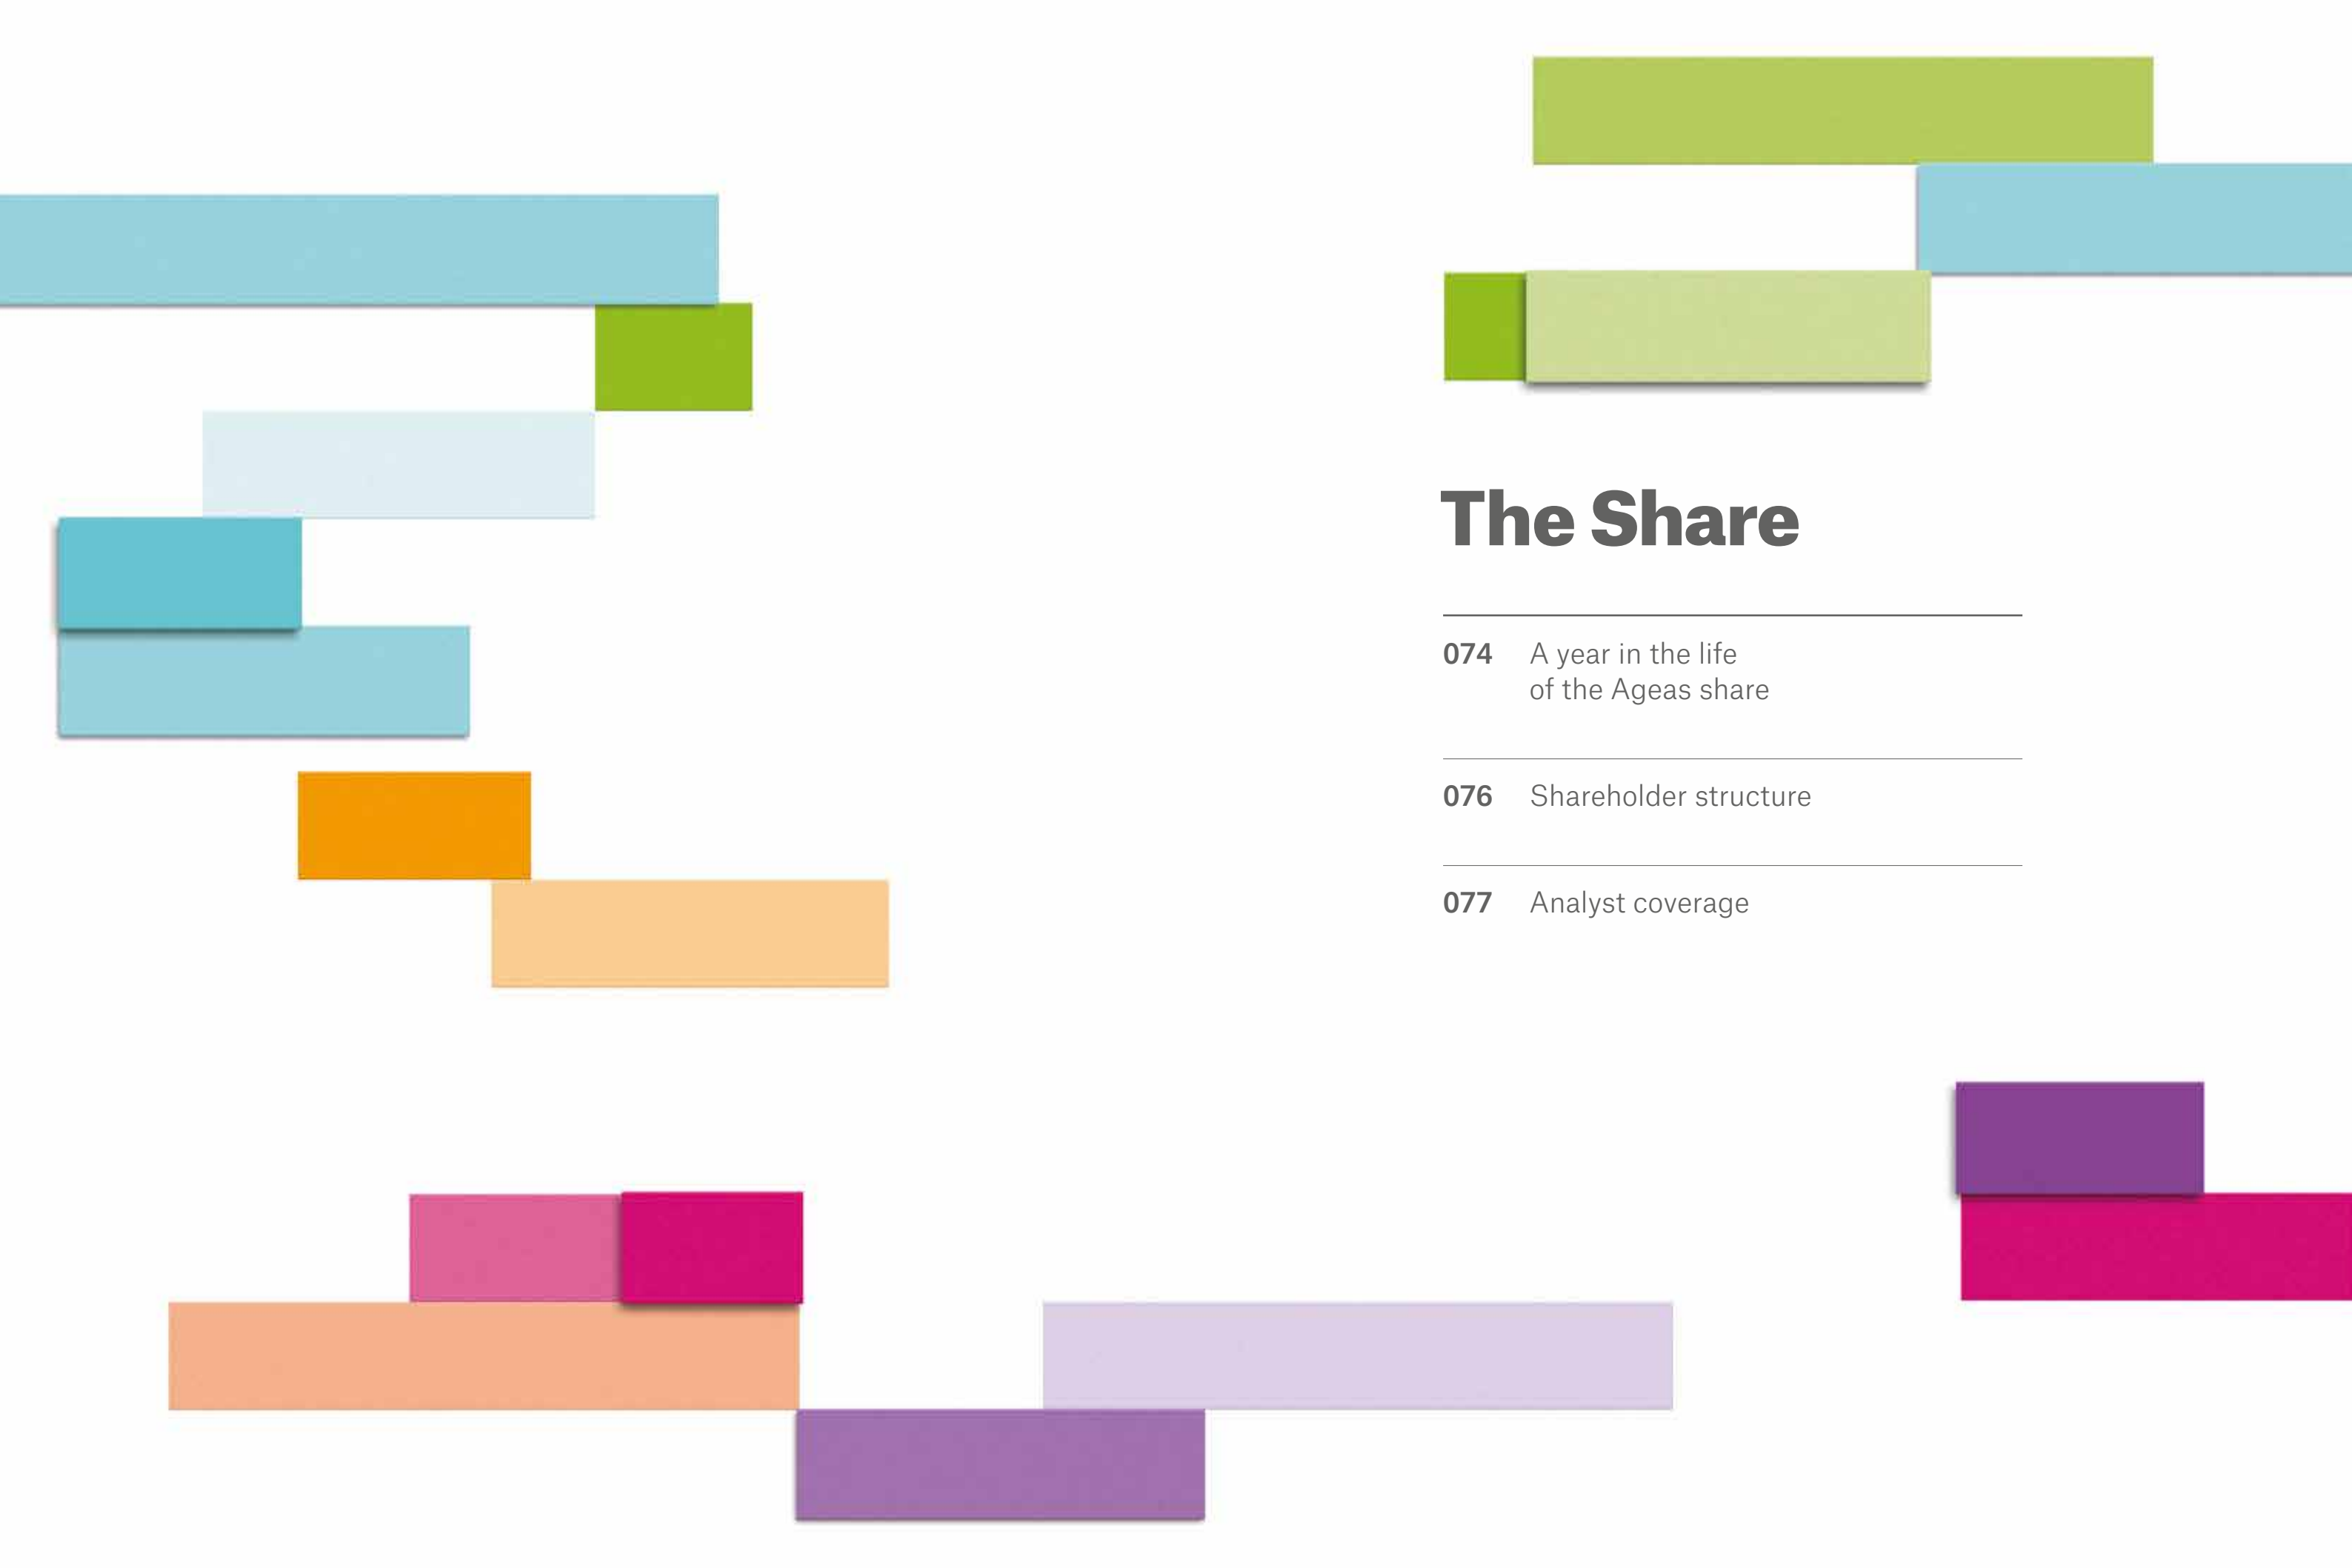 The Share
074 A year in the life
of the Ageas share
076 Shareholder structure
077 Analyst coverage